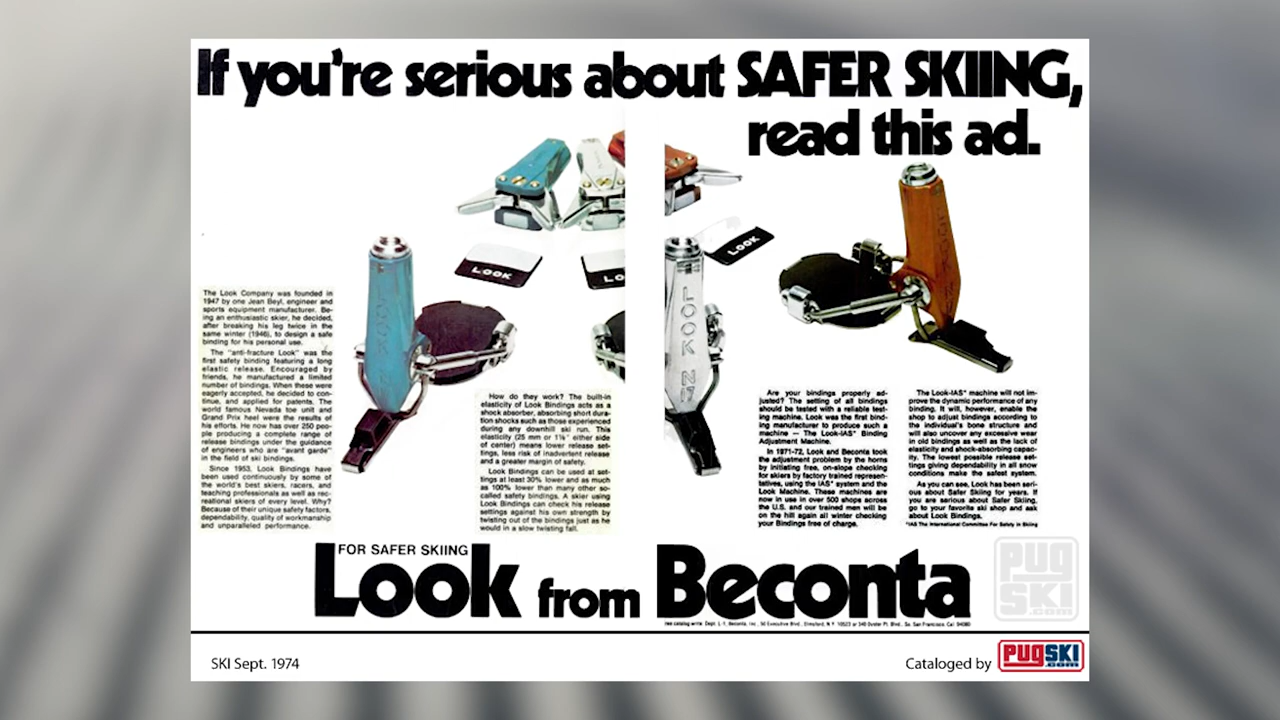 If you're serious about SAFER SKIING,
read this ad.
LOOK
LO
LOOK
LOOK
LOOK N17
LOOK
The Look Company was founded in
1947 by one Jean Beyl, engineer and
sports equipment manufacturer. Be-
ing an enthusiastic skier, he decided,
after breaking his leg twice in the
same winter (1946), to design a safe
binding for his personal use.
The "anti-fracture Look" was the
first safety binding featuring a long
elastic release. Encouraged by
friends, he manufactured a limited
number of bindings. When these were
eagerly accepted, he decided to con-
tinue, and applied for patents. The
world famous Nevada toe unit and
Grand Prix heel were the results of
his efforts. He now has over 250 peo-
ple producing a complete range of
release bindings under the guidance
of engineers who are "avant garde"
in the field of ski bindings.
Since 1953, Look Bindings have
been used continuously by some of
the world's best skiers, racers, and
teaching professionals as well as rec-
reational skiers of every level. Why?
Because of their unique safety factors,
dependability, quality of workmanship
and unparalleled performance.
How do they work? The built-in
elasticity of Look Bindings acts as a
shock absorber, absorbing short dura-
tion shocks such as those experienced
during any downhill ski run. This
elasticity (25 mm or 1⅛" either side
of center) means lower release set-
tings, less risk of inadvertent release
and a greater margin of safety.
Look Bindings can be used at set-
tings at least 30% lower and as much
as 100% lower than many other so-
called safety bindings. A skier using
Look Bindings can check his release
settings against his own strength by
twisting out of the bindings just as he
would in a slow twisting fall.
Are your bindings properly ad-
justed? The setting of all bindings
should be tested with a reliable test-
ing machine. Look was the first bind-
ing manufacturer to produce such a
machine — The Look-IAS* Binding
Adjustment Machine.
In 1971-72, Look and Beconta took
the adjustment problem by the horns
by initiating free, on-slope checking
for skiers by factory trained represen-
tatives, using the IAS* system and the
Look Machine. These machines are
now in use in over 500 shops across
the U.S. and our trained men will be
on the hill again all winter checking
your Bindings free of charge.
The Look-IAS* machine will not im-
prove the dynamic performance of any
binding. It will, however, enable the
shop to adjust bindings according to
the individual's bone structure and
will also uncover any excessive wear
in old bindings as well as the lack of
elasticity and shock-absorbing capac-
ity. The lowest possible release set-
tings giving dependability in all snow
conditions make the safest system.
As you can see, Look has been seri-
ous about Safer Skiing for years. If
you are serious about Safer Skiing,
go to your favorite ski shop and ask
about Look Bindings.
*IAS The International Committee For Safety in Skiing
FOR SAFER SKIING
Look from Beconta
Free catalog write: Dept. L-1, Beconta, Inc., 50 Executive Blvd., Elmsford, N.Y. 10523 or 340 Oyster Pt. Blvd., So. San Francisco, Cal. 94080
PUG
SKI
.com
SKI Sept. 1974
Cataloged by PUGSKI
.com